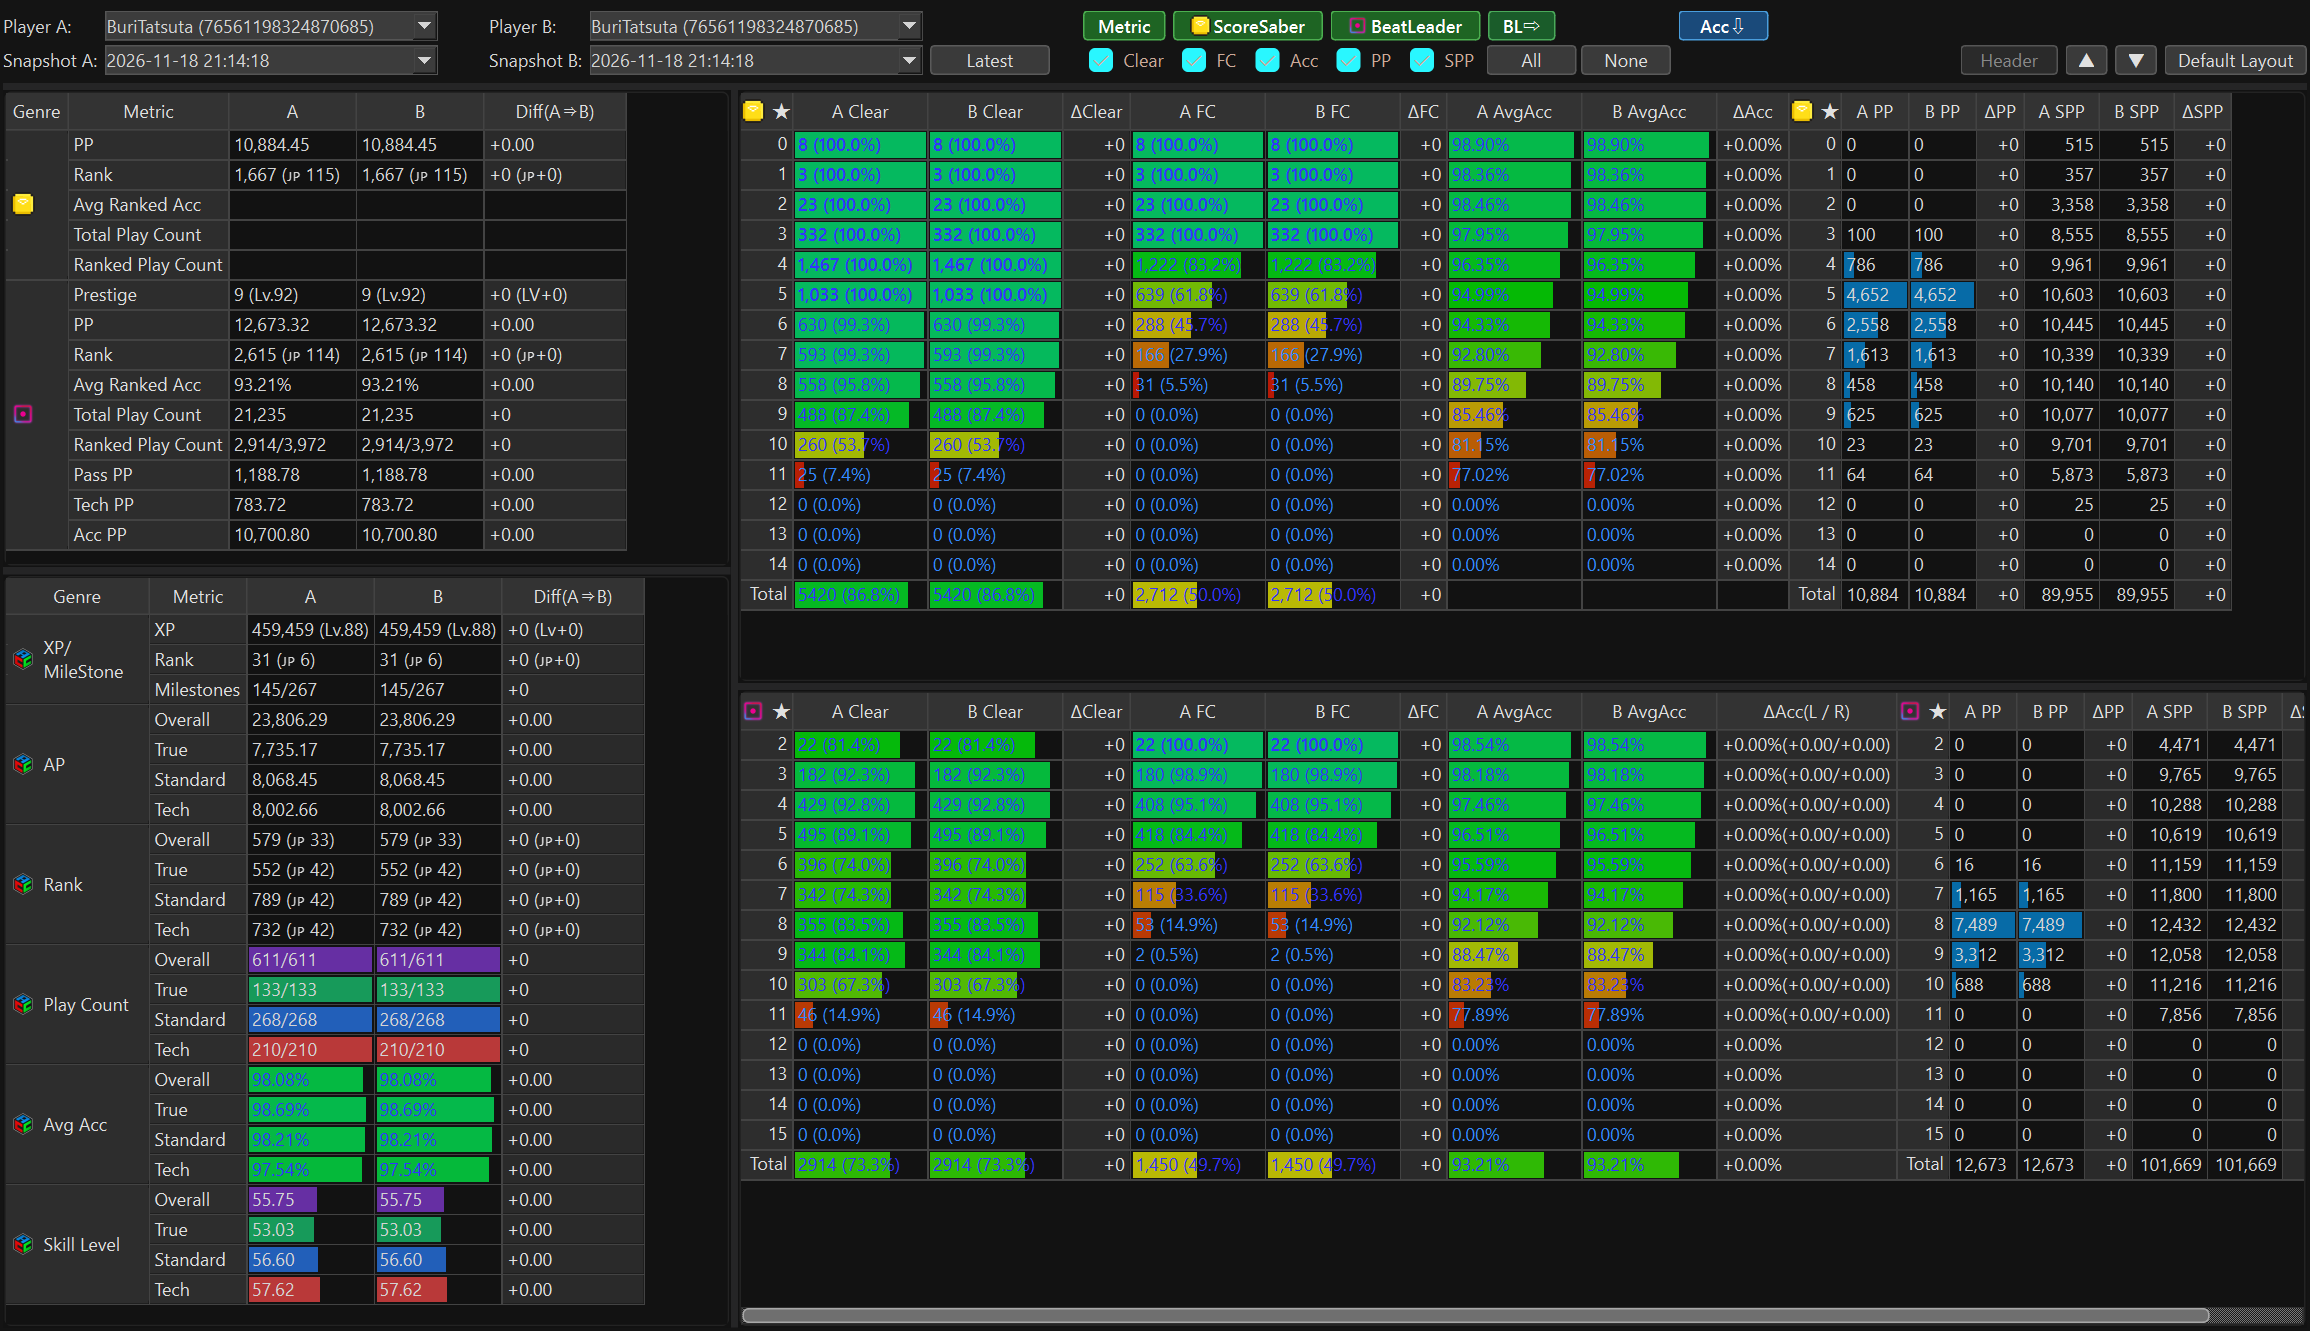 Player A: BuriTatsuta (76561198324870685) Player B: BuriTatsuta (76561198324870685) Metric ScoreSaber BeatLeader BL⇨ Acc⇩
Snapshot A: 2026-11-18 21:14:18 Snapshot B: 2026-11-18 21:14:18 Latest Clear FC Acc PP SPP All None Header ▲ ▼ Default Layout
Genre Metric A B Diff(A⇒B)
PP 10,884.45 10,884.45 +0.00
Rank 1,667 (JP 115) 1,667 (JP 115) +0 (JP+0)
Avg Ranked Acc
Total Play Count
Ranked Play Count
Prestige 9 (Lv.92) 9 (Lv.92) +0 (LV+0)
PP 12,673.32 12,673.32 +0.00
Rank 2,615 (JP 114) 2,615 (JP 114) +0 (JP+0)
Avg Ranked Acc 93.21% 93.21% +0.00
Total Play Count 21,235 21,235 +0
Ranked Play Count 2,914/3,972 2,914/3,972 +0
Pass PP 1,188.78 1,188.78 +0.00
Tech PP 783.72 783.72 +0.00
Acc PP 10,700.80 10,700.80 +0.00
Genre Metric A B Diff(A⇒B)
XP/
MileStone
XP 459,459 (Lv.88) 459,459 (Lv.88) +0 (Lv+0)
Rank 31 (JP 6) 31 (JP 6) +0 (JP+0)
Milestones 145/267 145/267 +0
AP
Overall 23,806.29 23,806.29 +0.00
True 7,735.17 7,735.17 +0.00
Standard 8,068.45 8,068.45 +0.00
Tech 8,002.66 8,002.66 +0.00
Rank
Overall 579 (JP 33) 579 (JP 33) +0 (JP+0)
True 552 (JP 42) 552 (JP 42) +0 (JP+0)
Standard 789 (JP 42) 789 (JP 42) +0 (JP+0)
Tech 732 (JP 42) 732 (JP 42) +0 (JP+0)
Play Count
Overall 611/611 611/611 +0
True 133/133 133/133 +0
Standard 268/268 268/268 +0
Tech 210/210 210/210 +0
Avg Acc
Overall 98.08% 98.08% +0.00
True 98.69% 98.69% +0.00
Standard 98.21% 98.21% +0.00
Tech 97.54% 97.54% +0.00
Skill Level
Overall 55.75 55.75 +0.00
True 53.03 53.03 +0.00
Standard 56.60 56.60 +0.00
Tech 57.62 57.62 +0.00
★ A Clear B Clear ΔClear A FC B FC ΔFC A AvgAcc B AvgAcc ΔAcc ★ A PP B PP ΔPP A SPP B SPP ΔSPP
0 8 (100.0%) 8 (100.0%) +0 8 (100.0%) 8 (100.0%) +0 98.90% 98.90% +0.00% 0 0 0 +0 515 515 +0
1 3 (100.0%) 3 (100.0%) +0 3 (100.0%) 3 (100.0%) +0 98.36% 98.36% +0.00% 1 0 0 +0 357 357 +0
2 23 (100.0%) 23 (100.0%) +0 23 (100.0%) 23 (100.0%) +0 98.46% 98.46% +0.00% 2 0 0 +0 3,358 3,358 +0
3 332 (100.0%) 332 (100.0%) +0 332 (100.0%) 332 (100.0%) +0 97.95% 97.95% +0.00% 3 100 100 +0 8,555 8,555 +0
4 1,467 (100.0%) 1,467 (100.0%) +0 1,222 (83.2%) 1,222 (83.2%) +0 96.35% 96.35% +0.00% 4 786 786 +0 9,961 9,961 +0
5 1,033 (100.0%) 1,033 (100.0%) +0 639 (61.8%) 639 (61.8%) +0 94.99% 94.99% +0.00% 5 4,652 4,652 +0 10,603 10,603 +0
6 630 (99.3%) 630 (99.3%) +0 288 (45.7%) 288 (45.7%) +0 94.33% 94.33% +0.00% 6 2,558 2,558 +0 10,445 10,445 +0
7 593 (99.3%) 593 (99.3%) +0 166 (27.9%) 166 (27.9%) +0 92.80% 92.80% +0.00% 7 1,613 1,613 +0 10,339 10,339 +0
8 558 (95.8%) 558 (95.8%) +0 31 (5.5%) 31 (5.5%) +0 89.75% 89.75% +0.00% 8 458 458 +0 10,140 10,140 +0
9 488 (87.4%) 488 (87.4%) +0 0 (0.0%) 0 (0.0%) +0 85.46% 85.46% +0.00% 9 625 625 +0 10,077 10,077 +0
10 260 (53.7%) 260 (53.7%) +0 0 (0.0%) 0 (0.0%) +0 81.15% 81.15% +0.00% 10 23 23 +0 9,701 9,701 +0
11 25 (7.4%) 25 (7.4%) +0 0 (0.0%) 0 (0.0%) +0 77.02% 77.02% +0.00% 11 64 64 +0 5,873 5,873 +0
12 0 (0.0%) 0 (0.0%) +0 0 (0.0%) 0 (0.0%) +0 0.00% 0.00% +0.00% 12 0 0 +0 25 25 +0
13 0 (0.0%) 0 (0.0%) +0 0 (0.0%) 0 (0.0%) +0 0.00% 0.00% +0.00% 13 0 0 +0 0 0 +0
14 0 (0.0%) 0 (0.0%) +0 0 (0.0%) 0 (0.0%) +0 0.00% 0.00% +0.00% 14 0 0 +0 0 0 +0
Total 5420 (86.8%) 5420 (86.8%) +0 2,712 (50.0%) 2,712 (50.0%) +0 Total 10,884 10,884 +0 89,955 89,955 +0
★ A Clear B Clear ΔClear A FC B FC ΔFC A AvgAcc B AvgAcc ΔAcc(L / R) ★ A PP B PP ΔPP A SPP B SPP
2 22 (81.4%) 22 (81.4%) +0 22 (100.0%) 22 (100.0%) +0 98.54% 98.54% +0.00%(+0.00/+0.00) 2 0 0 +0 4,471 4,471
3 182 (92.3%) 182 (92.3%) +0 180 (98.9%) 180 (98.9%) +0 98.18% 98.18% +0.00%(+0.00/+0.00) 3 0 0 +0 9,765 9,765
4 429 (92.8%) 429 (92.8%) +0 408 (95.1%) 408 (95.1%) +0 97.46% 97.46% +0.00%(+0.00/+0.00) 4 0 0 +0 10,288 10,288
5 495 (89.1%) 495 (89.1%) +0 418 (84.4%) 418 (84.4%) +0 96.51% 96.51% +0.00%(+0.00/+0.00) 5 0 0 +0 10,619 10,619
6 396 (74.0%) 396 (74.0%) +0 252 (63.6%) 252 (63.6%) +0 95.59% 95.59% +0.00%(+0.00/+0.00) 6 16 16 +0 11,159 11,159
7 342 (74.3%) 342 (74.3%) +0 115 (33.6%) 115 (33.6%) +0 94.17% 94.17% +0.00%(+0.00/+0.00) 7 1,165 1,165 +0 11,800 11,800
8 355 (83.5%) 355 (83.5%) +0 53 (14.9%) 53 (14.9%) +0 92.12% 92.12% +0.00%(+0.00/+0.00) 8 7,489 7,489 +0 12,432 12,432
9 344 (84.1%) 344 (84.1%) +0 2 (0.5%) 2 (0.5%) +0 88.47% 88.47% +0.00%(+0.00/+0.00) 9 3,312 3,312 +0 12,058 12,058
10 303 (67.3%) 303 (67.3%) +0 0 (0.0%) 0 (0.0%) +0 83.23% 83.23% +0.00%(+0.00/+0.00) 10 688 688 +0 11,216 11,216
11 46 (14.9%) 46 (14.9%) +0 0 (0.0%) 0 (0.0%) +0 77.89% 77.89% +0.00%(+0.00/+0.00) 11 0 0 +0 7,856 7,856
12 0 (0.0%) 0 (0.0%) +0 0 (0.0%) 0 (0.0%) +0 0.00% 0.00% +0.00% 12 0 0 +0 0 0
13 0 (0.0%) 0 (0.0%) +0 0 (0.0%) 0 (0.0%) +0 0.00% 0.00% +0.00% 13 0 0 +0 0 0
14 0 (0.0%) 0 (0.0%) +0 0 (0.0%) 0 (0.0%) +0 0.00% 0.00% +0.00% 14 0 0 +0 0 0
15 0 (0.0%) 0 (0.0%) +0 0 (0.0%) 0 (0.0%) +0 0.00% 0.00% +0.00% 15 0 0 +0 0 0
Total 2914 (73.3%) 2914 (73.3%) +0 1,450 (49.7%) 1,450 (49.7%) +0 93.21% 93.21% +0.00% Total 12,673 12,673 +0 101,669 101,669